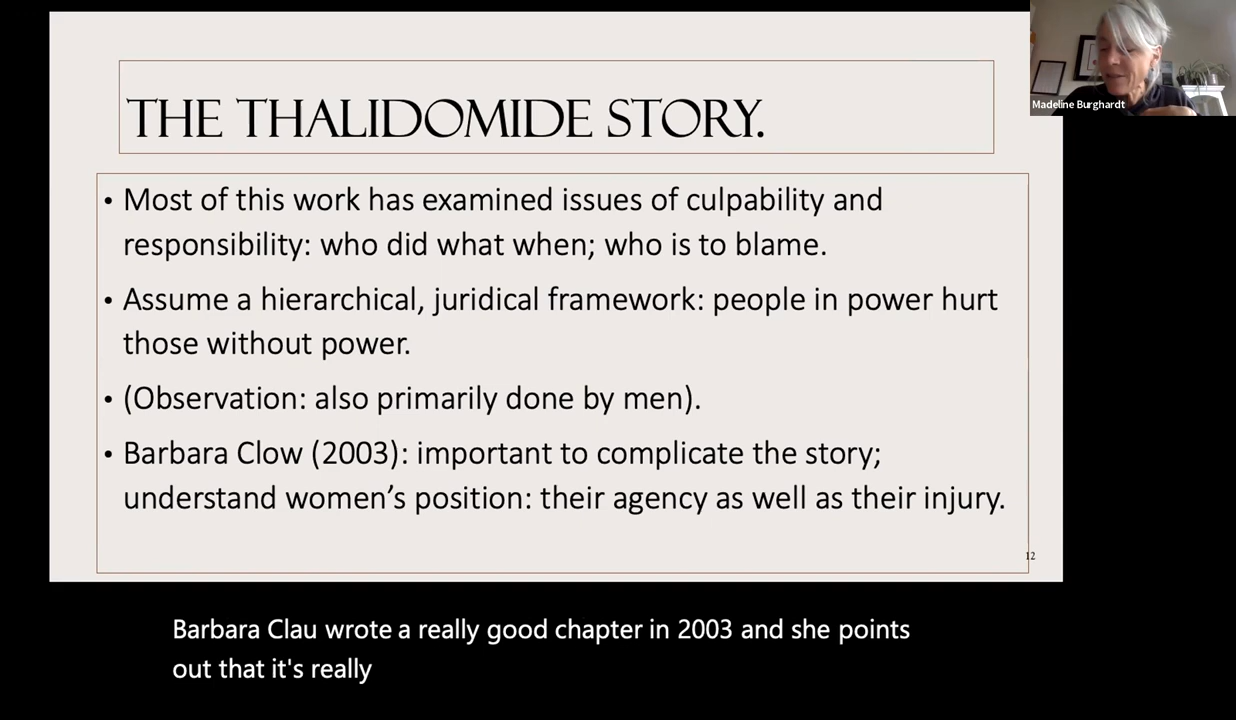 THE THALIDOMIDE STORY.
Madeline Burghardt
• Most of this work has examined issues of culpability and
responsibility: who did what when; who is to blame.
• Assume a hierarchical, juridical framework: people in power hurt
those without power.
• (Observation: also primarily done by men).
• Barbara Clow (2003): important to complicate the story;
understand women’s position: their agency as well as their injury.
12
Barbara Clau wrote a really good chapter in 2003 and she points
out that it's really